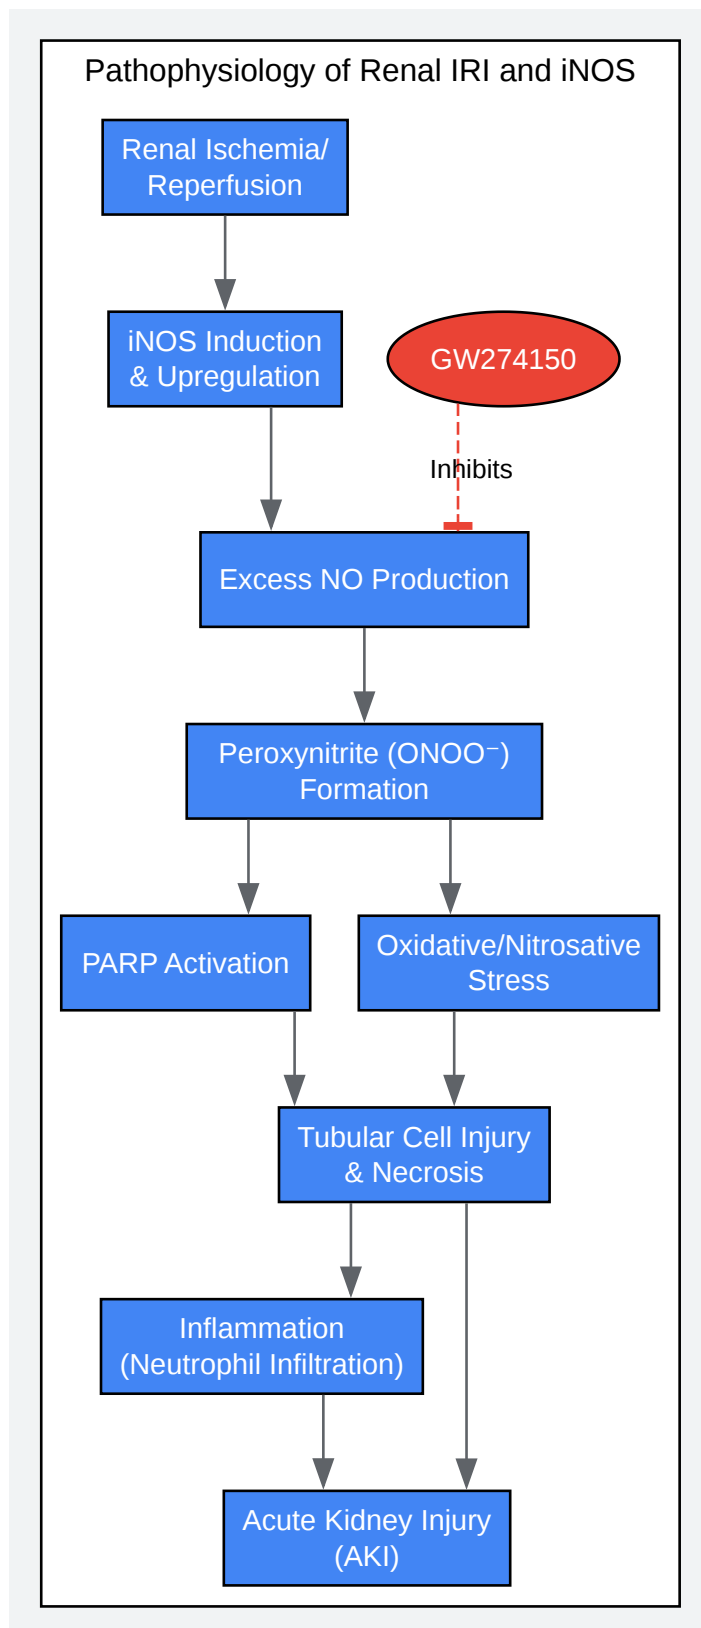 Pathophysiology of Renal IRI and iNOS
Renal Ischemia/
Reperfusion
iNOS Induction
& Upregulation
GW274150
Inhibits
Excess NO Production
Peroxynitrite (ONOO⁻)
Formation
PARP Activation
Oxidative/Nitrosative
Stress
Tubular Cell Injury
& Necrosis
Inflammation
(Neutrophil Infiltration)
Acute Kidney Injury
(AKI)